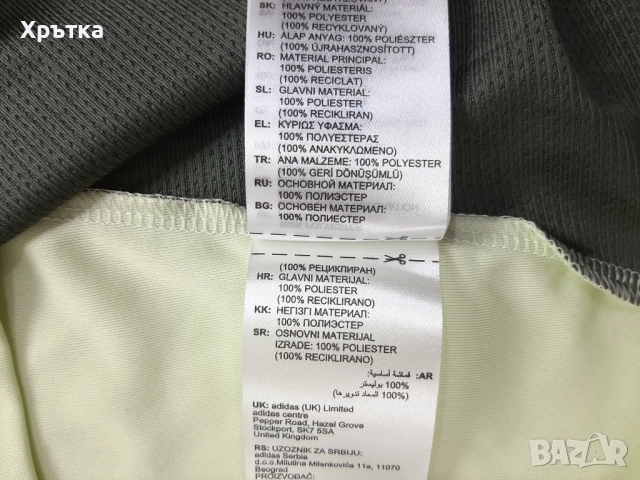 Хрътка
SK: HLAVNÝ MATERIÁL:
100% POLYESTER
(100% RECYKLOVANÝ)
HU: ALAP ANYAG: 100% POLIÉSZTER
(100% ÚJRAHASZNOSÍTOTT)
RO: MATERIAL PRINCIPAL:
100% POLIESTERIS
(100% RECICLAT)
SL: GLAVNI MATERIAL:
100% POLIESTER
(100% RECIKLIRAN)
EL: ΚΥΡΙΩΣ ΥΦΑΣΜΑ:
100% ΠΟΛΥΕΣΤΕΡΑΣ
(100% ΑΝΑΚΥΚΛΩΜΕΝΟ)
TR: ANA MALZEME: 100% POLYESTER
(100% GERİ DÖNÜŞÜMLÜ)
RU: ОСНОВНОЙ МАТЕРИАЛ:
100% ПОЛИЭСТЕР
BG: ОСНОВЕН МАТЕРИАЛ:
100% ПОЛИЕСТЕР
(100% РЕЦИКЛИРАН)
HR: GLAVNI MATERIJAL:
100% POLIESTER
(100% RECIKLIRANO)
KK: НЕГІЗГІ МАТЕРИАЛ:
100% ПОЛИЭСТЕР
SR: OSNOVNI MATERIJAL
IZRADE: 100% POLIESTER
(100% RECIKLIRANO)
AR: قماشة أساسية:
100% بوليستر
(100% المعاد تدويرها)
UK: adidas (UK) Limited
adidas centre
Pepper Road, Hazel Grove
Stockport, SK7 5SA
United Kingdom
RS: UVOZNIK ZA SRBIJU:
adidas Serbia
d.o.o.Milutina Milankovića 11a, 11070
Beograd
PROIZVOĐAČ:
BAZAR
bg